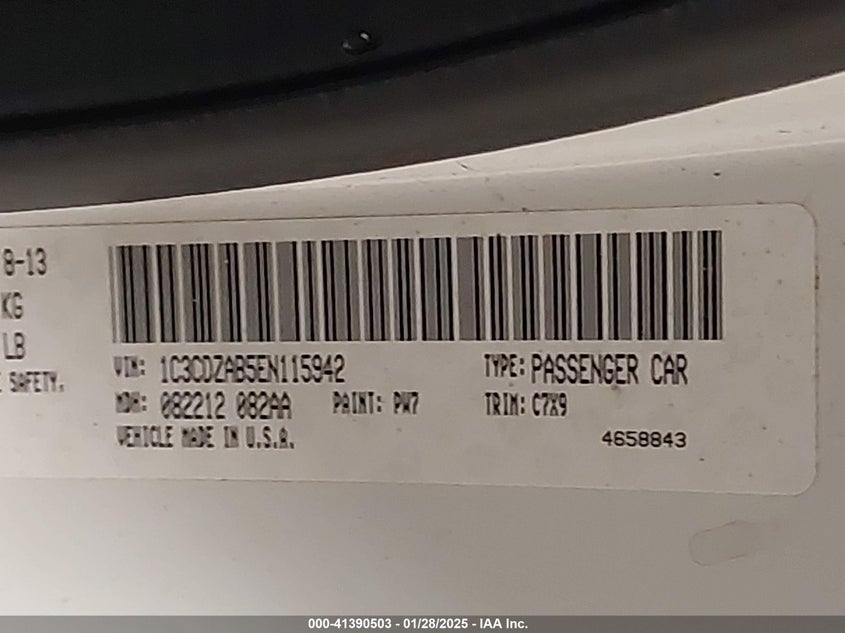 8-13
KG
LB
SAFETY.
VIN: 1C3CDZAB5EN115942
TYPE: PASSENGER CAR
MDH: 082212 082AA
PAINT: PW7
TRIM: C7X9
VEHICLE MADE IN U.S.A.
4658843
000-41390503 - 01/28/2025 - IAA Inc.